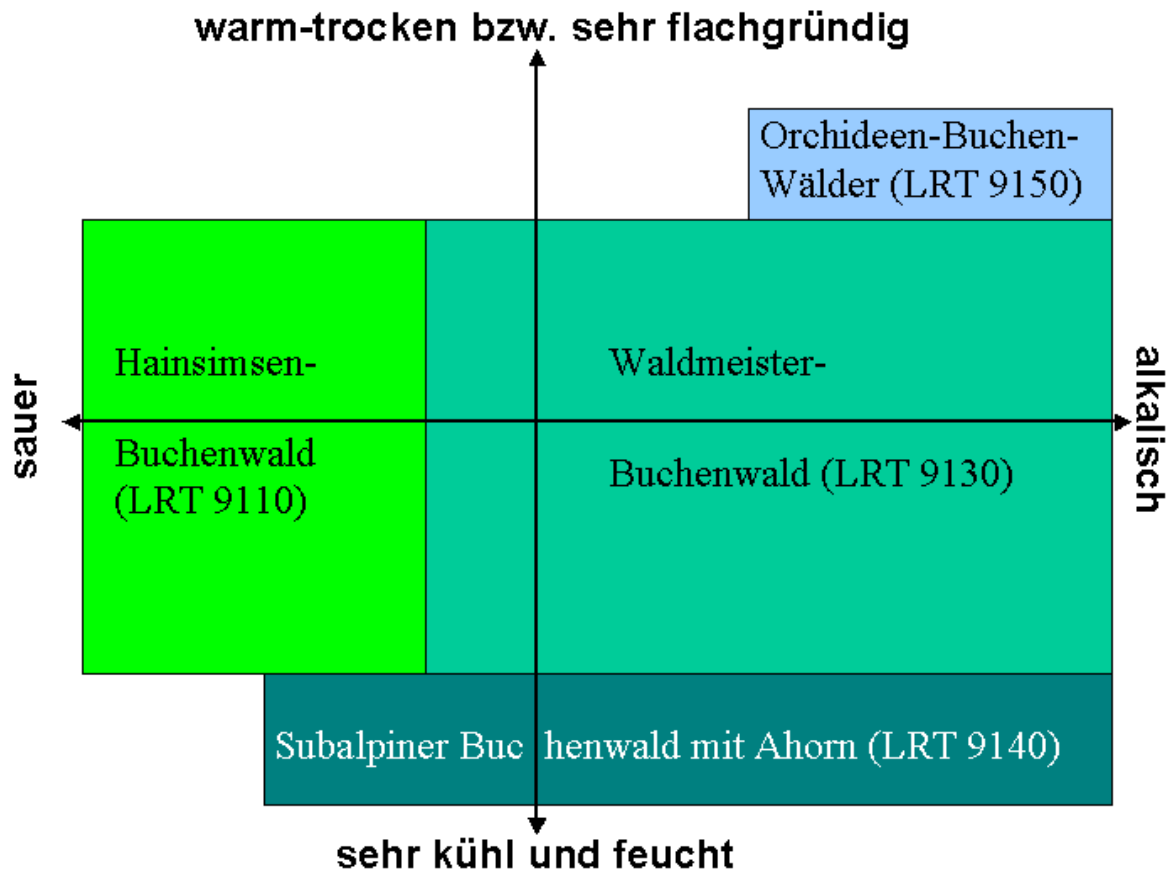 warm-trocken bzw. sehr flachgründig
Orchideen-Buchen-
Wälder (LRT 9150)
Hainsimsen-
Buchenwald
(LRT 9110)
Waldmeister-
Buchenwald (LRT 9130)
sauer
alkalisch
Subalpiner Buc henwald mit Ahorn (LRT 9140)
sehr kühl und feucht